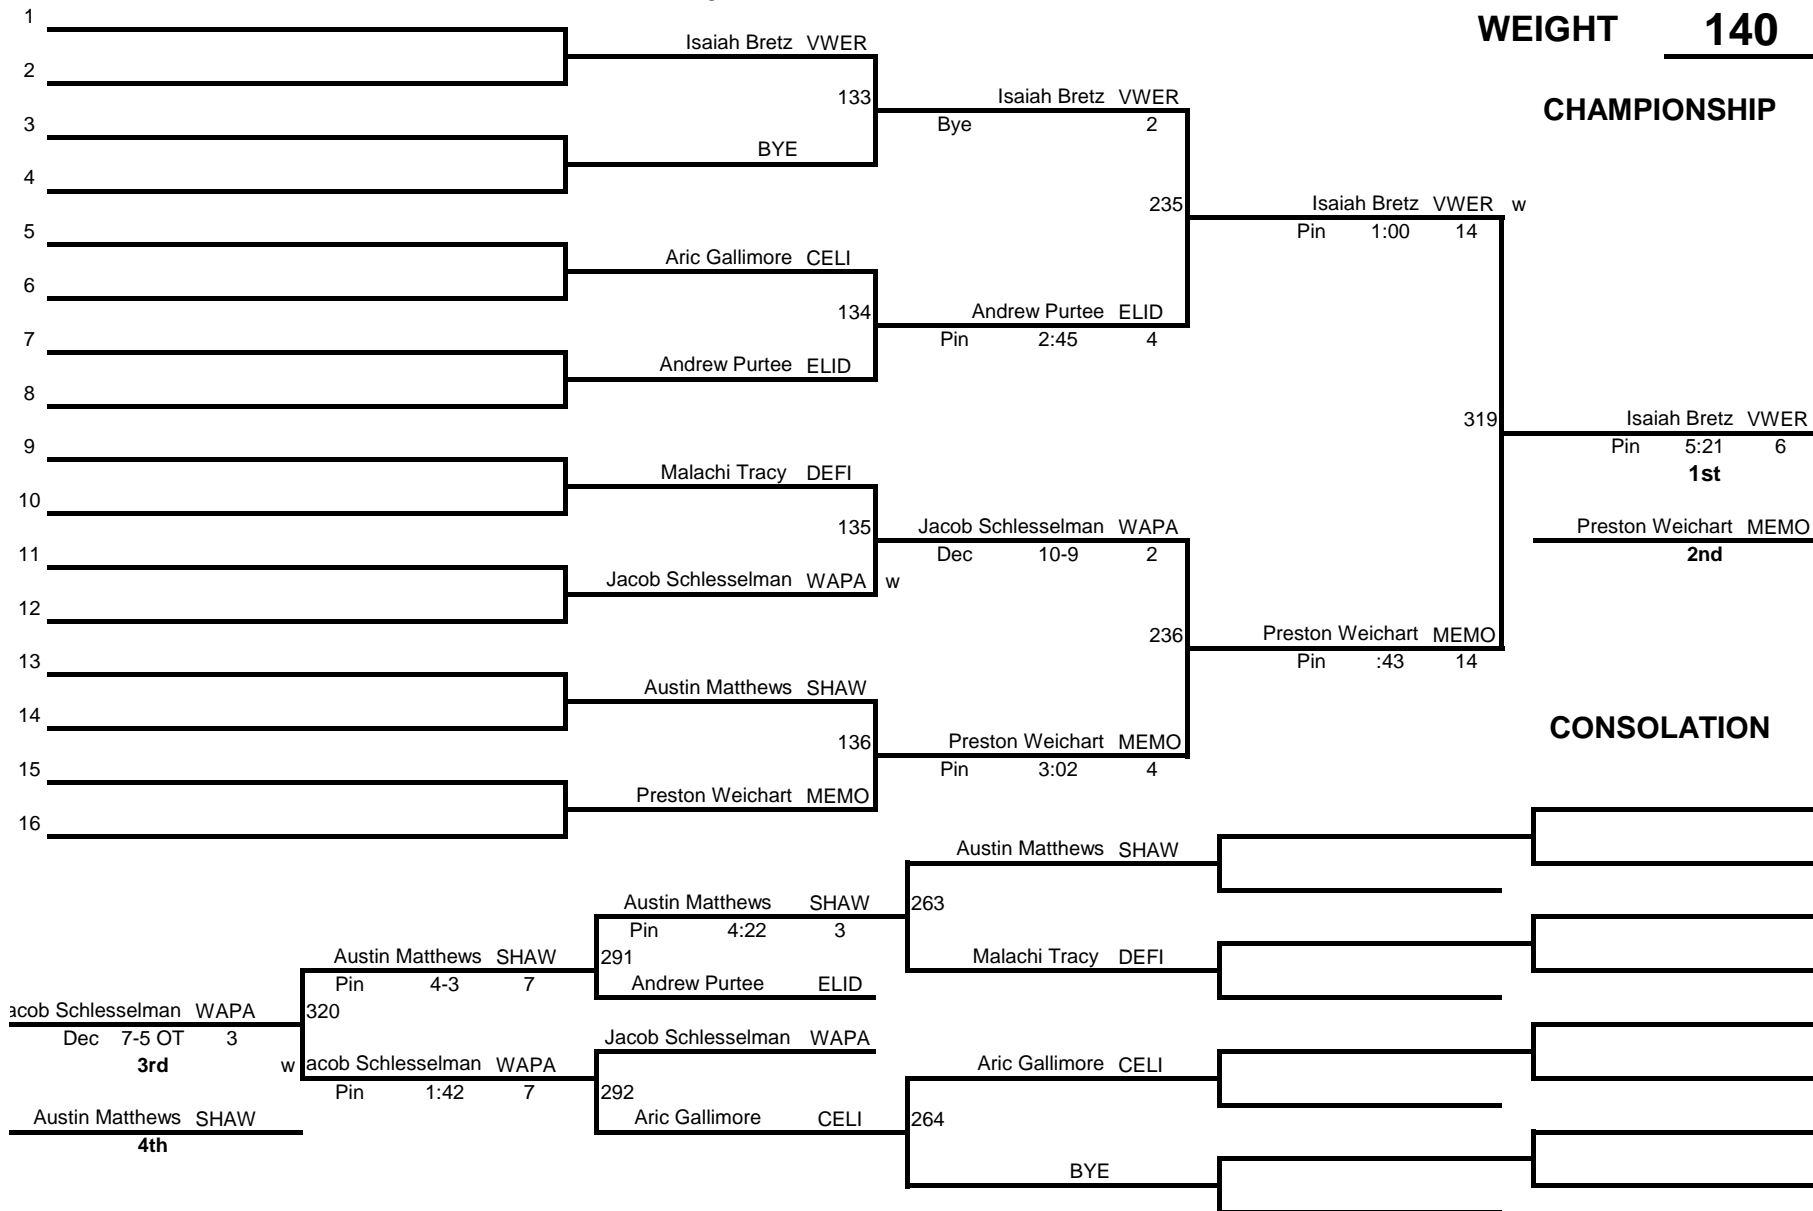 1
WEIGHT 140
Isaiah Bretz VWER
2
133 Isaiah Bretz VWER
CHAMPIONSHIP
3
Bye 2
BYE
4
235 Isaiah Bretz VWER w
5
Pin 1:00 14
Aric Gallimore CELI
6
134 Andrew Purtee ELID
7
Pin 2:45 4
Andrew Purtee ELID
8
319 Isaiah Bretz VWER
9
Pin 5:21 6
Malachi Tracy DEFI
1st
10
135 Jacob Schlesselman WAPA
Preston Weichart MEMO
11
Dec 10-9 2
2nd
Jacob Schlesselman WAPA w
12
236 Preston Weichart MEMO
13
Pin :43 14
Austin Matthews SHAW
14
CONSOLATION
136 Preston Weichart MEMO
15
Pin 3:02 4
Preston Weichart MEMO
16
Austin Matthews SHAW
Austin Matthews SHAW 263
Pin 4:22 3
Austin Matthews SHAW 291
Malachi Tracy DEFI
Pin 4-3 7
Andrew Purtee ELID
acob Schlesselman WAPA 320
Dec 7-5 OT 3
Jacob Schlesselman WAPA
3rd
w acob Schlesselman WAPA
Aric Gallimore CELI
Pin 1:42 7
292
Austin Matthews SHAW
Aric Gallimore CELI 264
4th
BYE